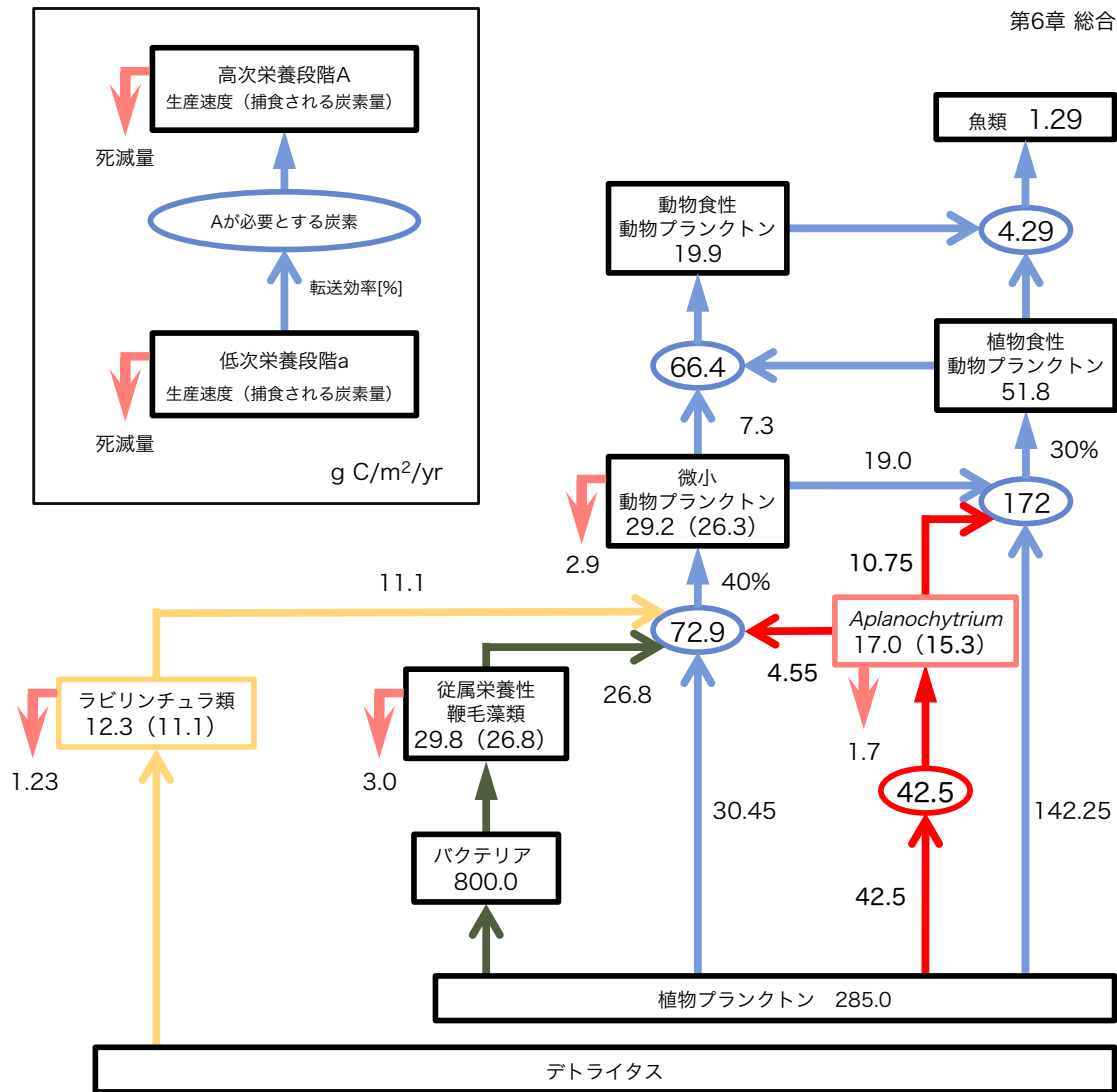 第6章 総合
高次栄養段階A
生産速度（捕食される炭素量）
死滅量
Aが必要とする炭素
転送効率[%]
低次栄養段階a
生産速度（捕食される炭素量）
死滅量
g C/m²/yr
魚類 1.29
動物食性
動物プランクトン
19.9
4.29
66.4
植物食性
動物プランクトン
51.8
7.3
30%
微小
動物プランクトン
29.2（26.3）
19.0
172
2.9
40%
10.75
11.1
72.9
Aplanochytrium
17.0（15.3）
4.55
26.8
1.7
ラビリンチュラ類
12.3（11.1）
1.23
従属栄養性
鞭毛藻類
29.8（26.8）
3.0
42.5
30.45
142.25
バクテリア
800.0
42.5
植物プランクトン 285.0
デトライタス